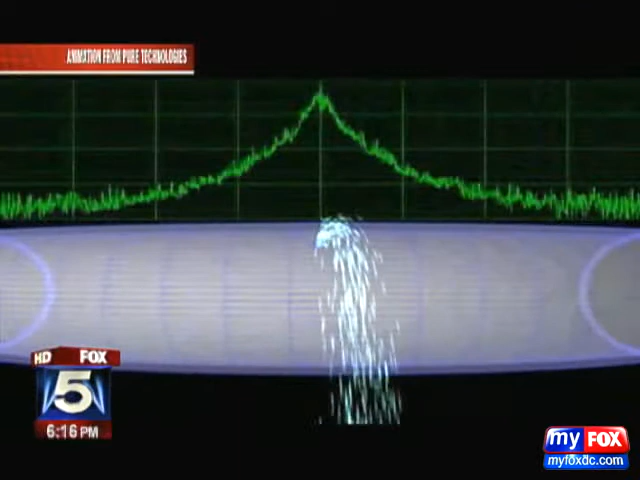 ANIMATION FROM PURE TECHNOLOGIES
HD FOX
5
6:16 PM
my FOX
myfoxdc.com